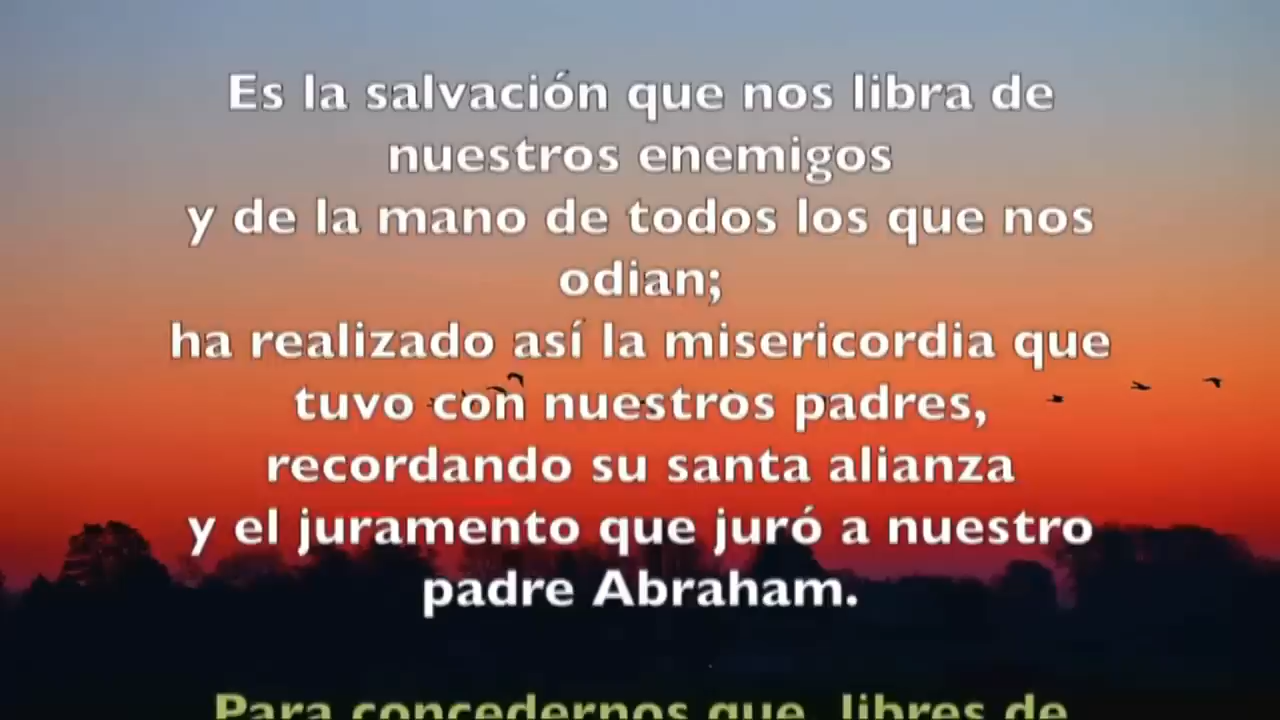 Es la salvación que nos libra de
nuestros enemigos
y de la mano de todos los que nos
odian;
ha realizado así la misericordia que
tuvo con nuestros padres,
recordando su santa alianza
y el juramento que juró a nuestro
padre Abraham.
Para concedernos que, libres de